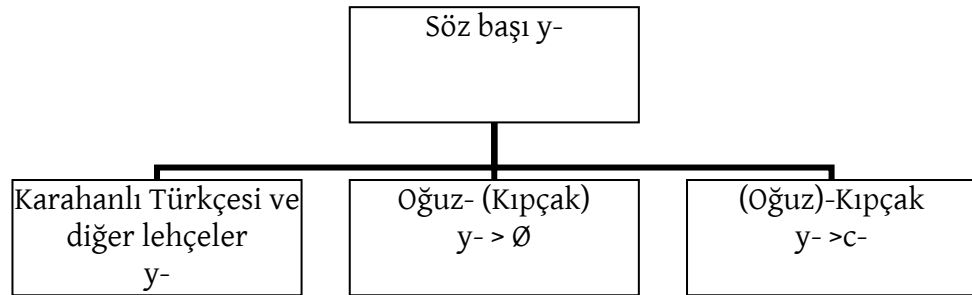 Söz başı y-
Karahanlı Türkçesi ve
diğer lehçeler
y-
Oğuz- (Kıpçak)
y- > Ø
(Oğuz)-Kıpçak
y- >c-